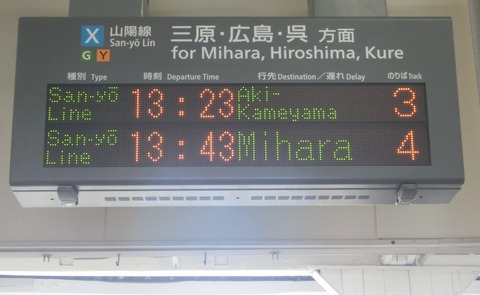 X 山陽線 三原・広島・呉 方面
San-yō Lin for Mihara, Hiroshima, Kure
G Y
種別 Type 時刻 Departure Time 行先 Destination／遅れ Delay のりば Track
San-yō Line 13:23 Aki-Kameyama 3
San-yō Line 13:43 Mihara 4